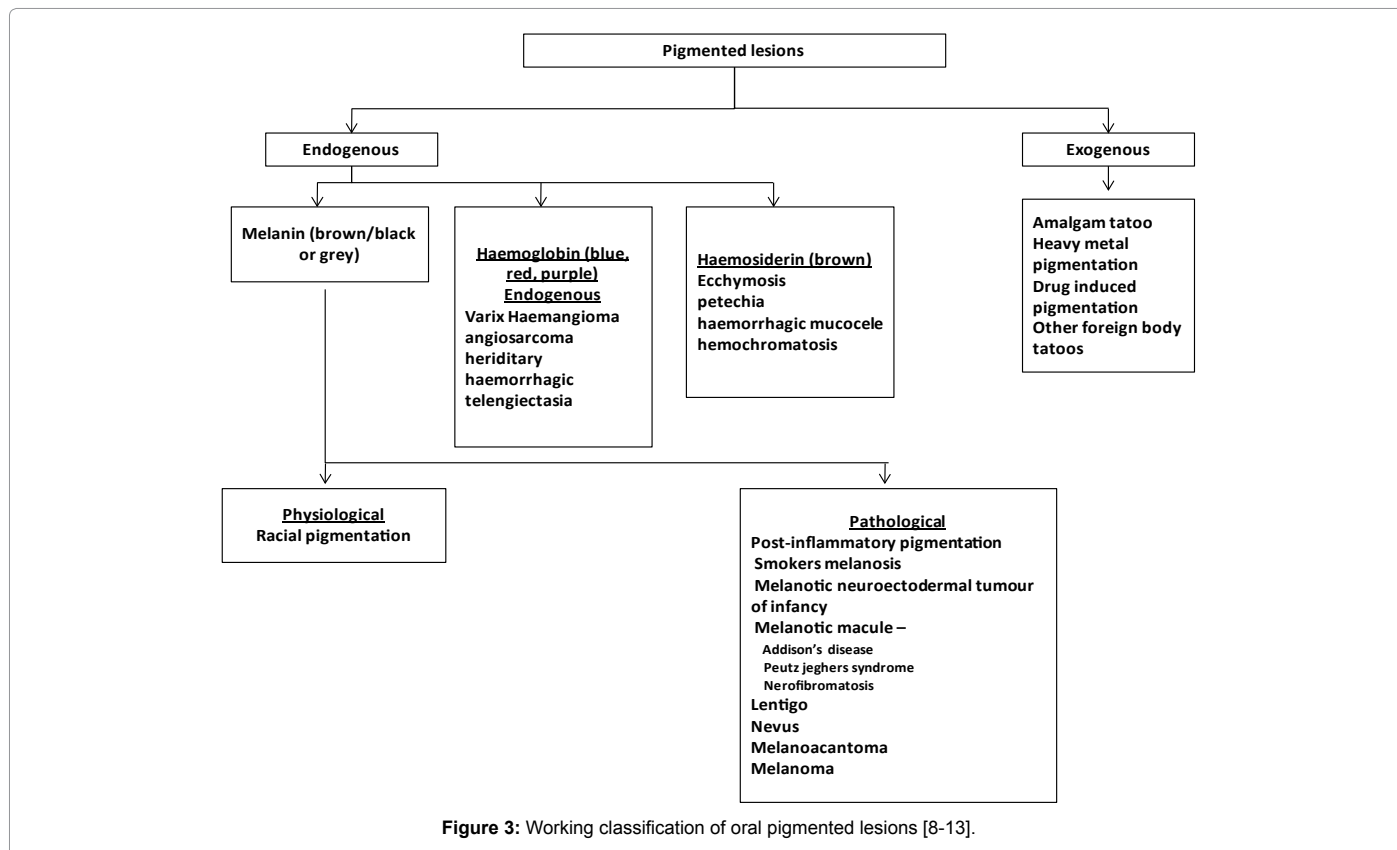 Pigmented lesions
Endogenous
Exogenous
Melanin (brown/black
or grey)
Haemoglobin (blue,
red, purple)
Endogenous
Varix Haemangioma
angiosarcoma
heriditary
haemorrhagic
telengiectasia
Haemosiderin (brown)
Ecchymosis
petechia
haemorrhagic mucocele
hemochromatosis
Amalgam tatoo
Heavy metal
pigmentation
Drug induced
pigmentation
Other foreign body
tatoos
Physiological
Racial pigmentation
Pathological
Post-inflammatory pigmentation
Smokers melanosis
Melanotic neuroectodermal tumour
of infancy
Melanotic macule –
Addison's disease
Peutz jeghers syndrome
Nerofibromatosis
Lentigo
Nevus
Melanoacantoma
Melanoma
Figure 3: Working classification of oral pigmented lesions [8-13].